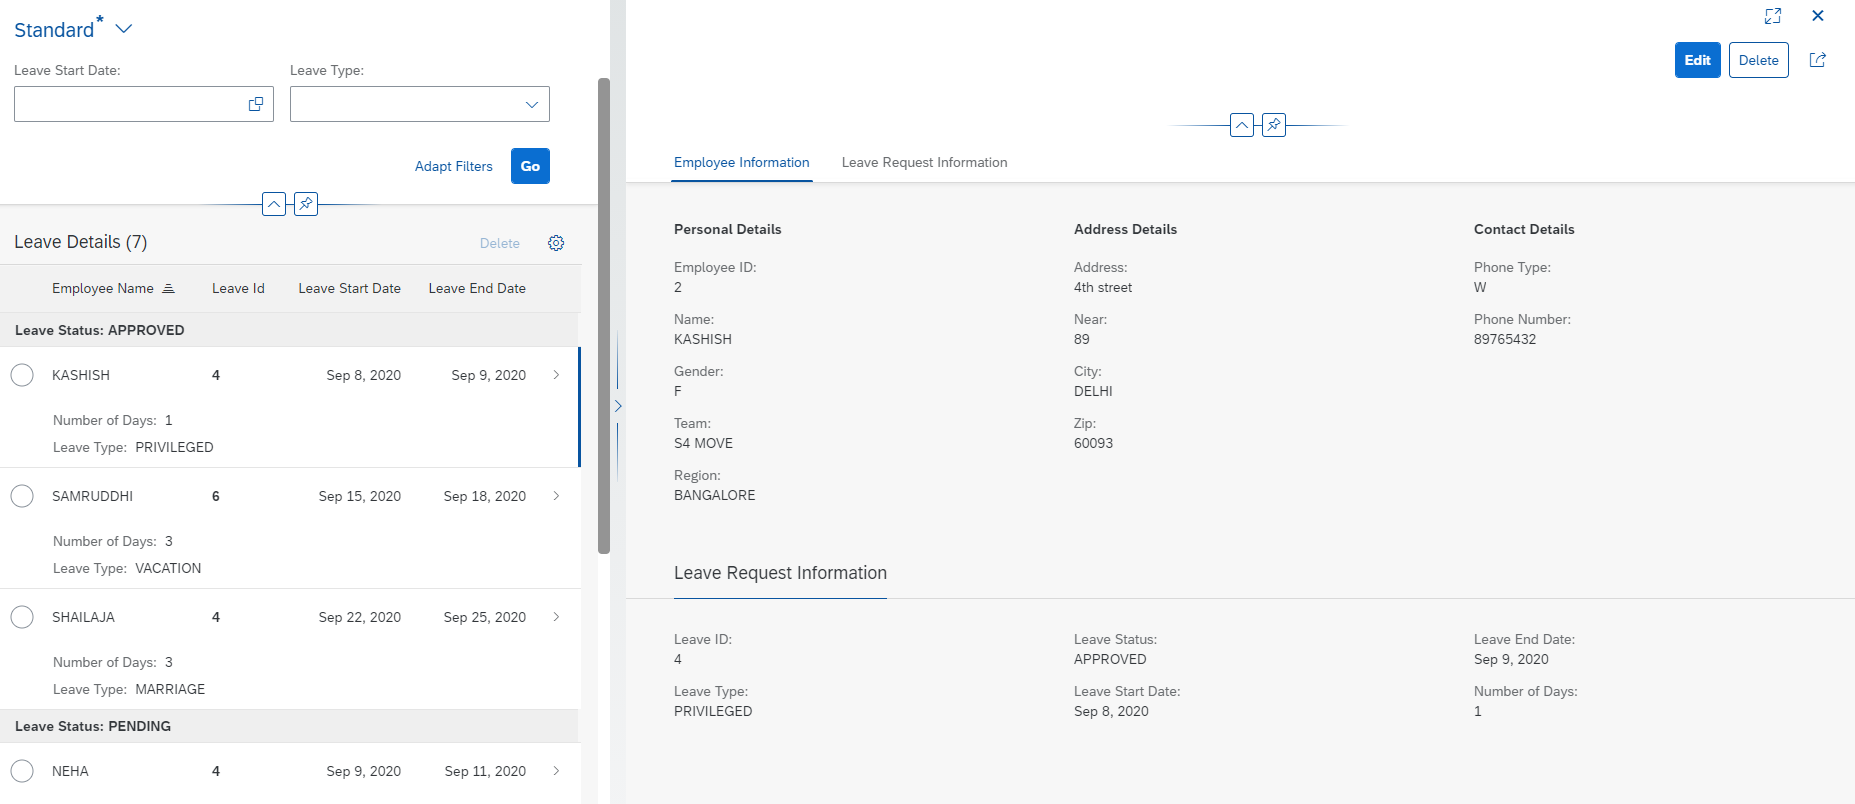 Standard*
Leave Start Date:
Leave Type:
Adapt Filters
Go
Leave Details (7)
Delete
Employee Name Leave Id Leave Start Date Leave End Date
Leave Status: APPROVED
KASHISH 4 Sep 8, 2020 Sep 9, 2020
Number of Days: 1
Leave Type: PRIVILEGED
SAMRUDDHI 6 Sep 15, 2020 Sep 18, 2020
Number of Days: 3
Leave Type: VACATION
SHAILAJA 4 Sep 22, 2020 Sep 25, 2020
Number of Days: 3
Leave Type: MARRIAGE
Leave Status: PENDING
NEHA 4 Sep 9, 2020 Sep 11, 2020
Edit
Delete
Employee Information
Leave Request Information
Personal Details
Employee ID:
2
Name:
KASHISH
Gender:
F
Team:
S4 MOVE
Region:
BANGALORE
Address Details
Address:
4th street
Near:
89
City:
DELHI
Zip:
60093
Contact Details
Phone Type:
W
Phone Number:
89765432
Leave Request Information
Leave ID:
4
Leave Type:
PRIVILEGED
Leave Status:
APPROVED
Leave Start Date:
Sep 8, 2020
Leave End Date:
Sep 9, 2020
Number of Days:
1